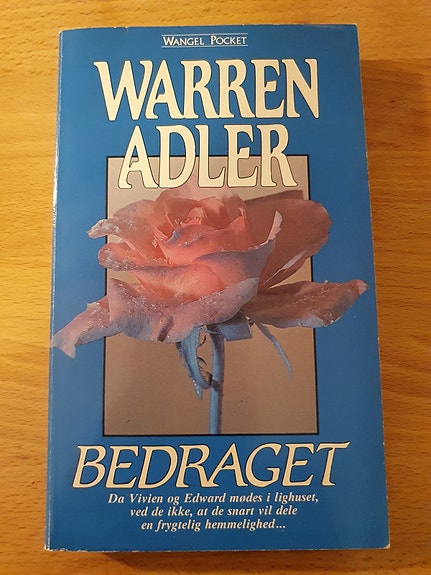 WANGEL POCKET
WARREN
ADLER
BEDRAGET
Da Vivien og Edward mødes i lighuset,
ved de ikke, at de snart vil dele
en frygtelig hemmelighed...